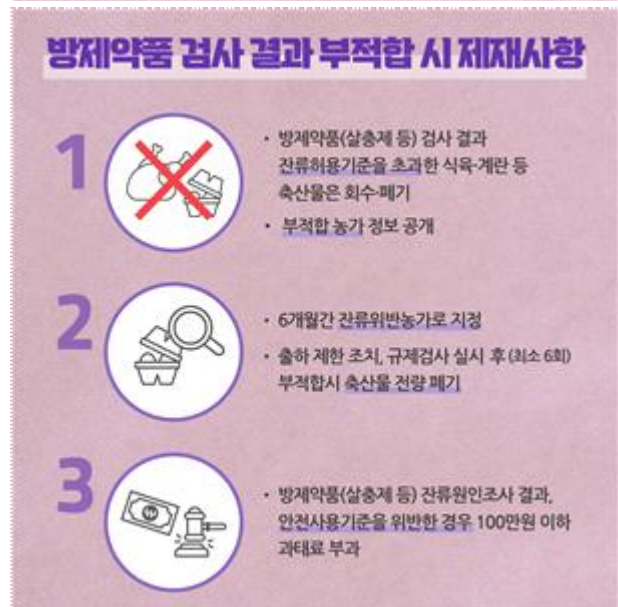 방제약품 검사 결과 부적합 시 제재사항
1
• 방제약품(살충제 등) 검사 결과
잔류허용기준을 초과한 식육·계란 등
축산물은 회수·폐기
• 부적합 농가 정보 공개
2
• 6개월간 잔류위반농가로 지정
• 출하 제한 조치, 규제검사 실시 후 (최소 6회)
부적합시 축산물 전량 폐기
3
• 방제약품(살충제 등) 잔류원인조사 결과,
안전사용기준을 위반한 경우 100만원 이하
과태료 부과